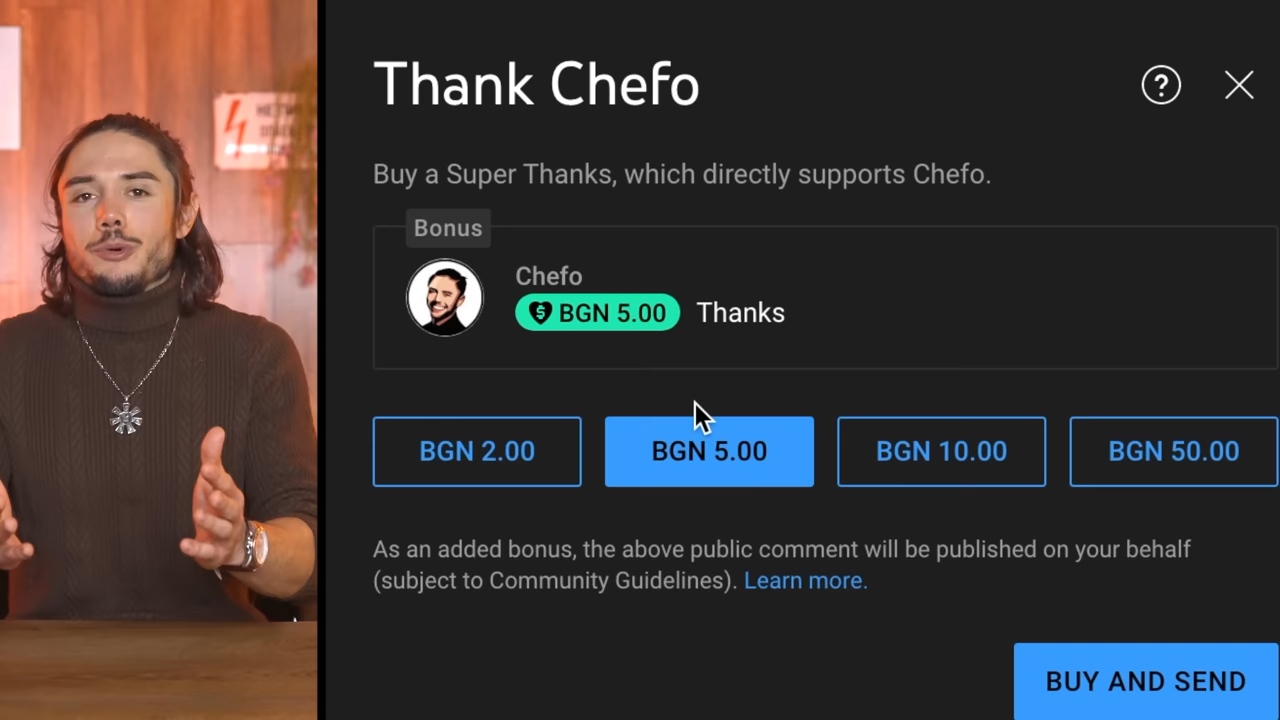 Thank Chefo
?
Buy a Super Thanks, which directly supports Chefo.
Bonus
Chefo
$ BGN 5.00 Thanks
BGN 2.00 BGN 5.00 BGN 10.00 BGN 50.00
As an added bonus, the above public comment will be published on your behalf
(subject to Community Guidelines). Learn more.
BUY AND SEND